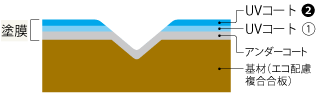 塗膜
UVコート ❷
UVコート ①
アンダーコート
基材（エコ配慮
複合合板）